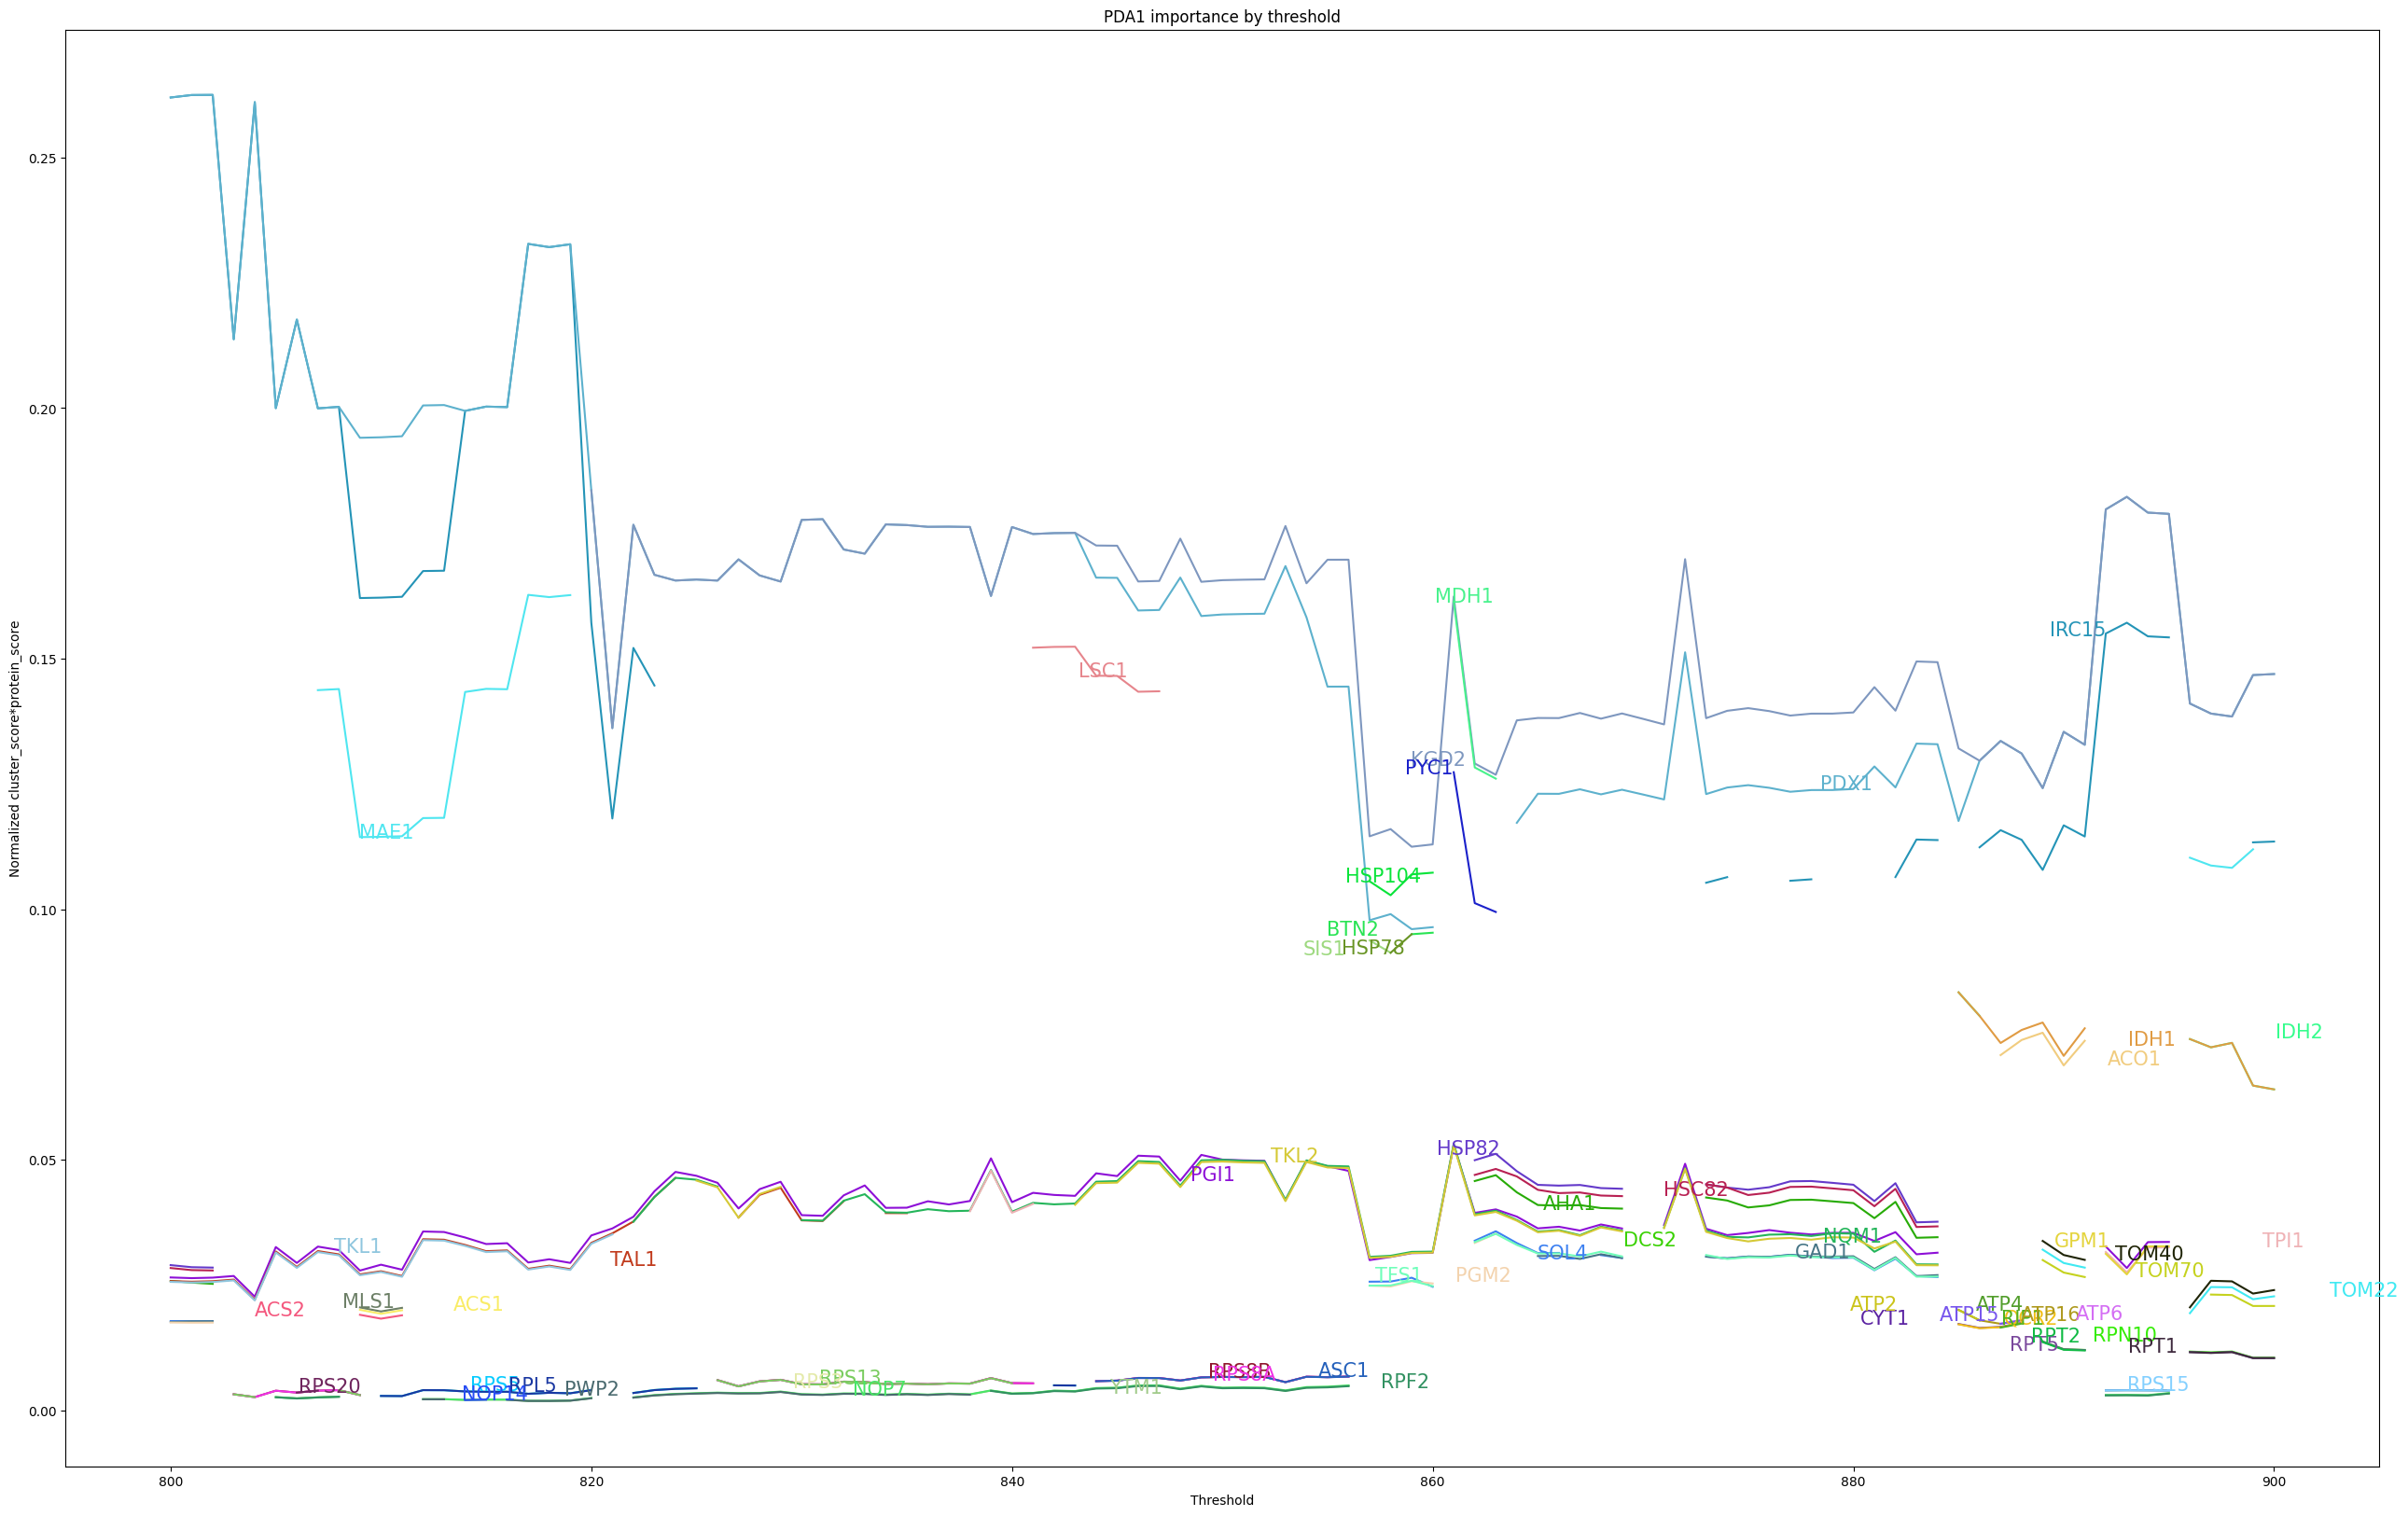 PDA1 importance by threshold
Normalized cluster_score*protein_score
0.25
0.20
0.15
0.10
0.05
0.00
MDH1
IRC15
LSC1
KGD2
PYC1
PDX1
MAE1
HSP104
BTN2
SIS1
HSP78
IDH1
IDH2
ACO1
HSP82
TKL2
PGI1
HSC82
AHA1
TKL1
TAL1
SOL4
DCS2
NOM1
GAD1
GPM1
TPI1
TOM40
TOM70
TES1
PGM2
TOM22
ACS2
MLS1
ACS1
ATP2
CYT1
ATP4
ATP15
RIP1
ATP16
ATP6
RPT5
RPT2
RPN10
RPT1
RPS20
NOP14
RPL5
PWP2
RPS3
RPS13
NOP7
YTM1
RPS8B
RPS8A
ASC1
RPF2
RPS15
800
820
840
860
880
900
Threshold